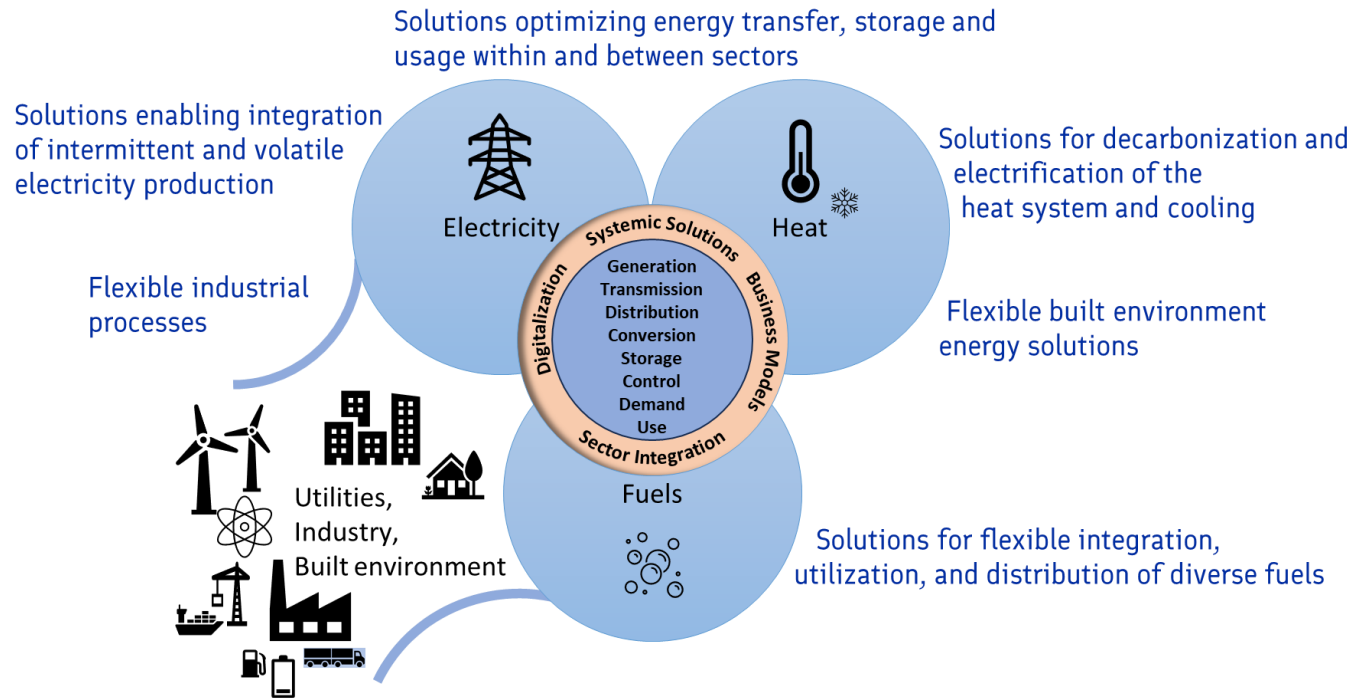 Solutions optimizing energy transfer, storage and
usage within and between sectors
Solutions enabling integration
of intermittent and volatile
electricity production
Solutions for decarbonization and
electrification of the
heat system and cooling
Electricity
Heat
Systemic Solutions
Digitalization
Business Models
Sector Integration
Generation
Transmission
Distribution
Conversion
Storage
Control
Demand
Use
Flexible industrial
processes
Flexible built environment
energy solutions
Fuels
Utilities,
Industry,
Built environment
Solutions for flexible integration,
utilization, and distribution of diverse fuels